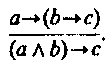 a→(b→c)
(a ∧ b)→c.